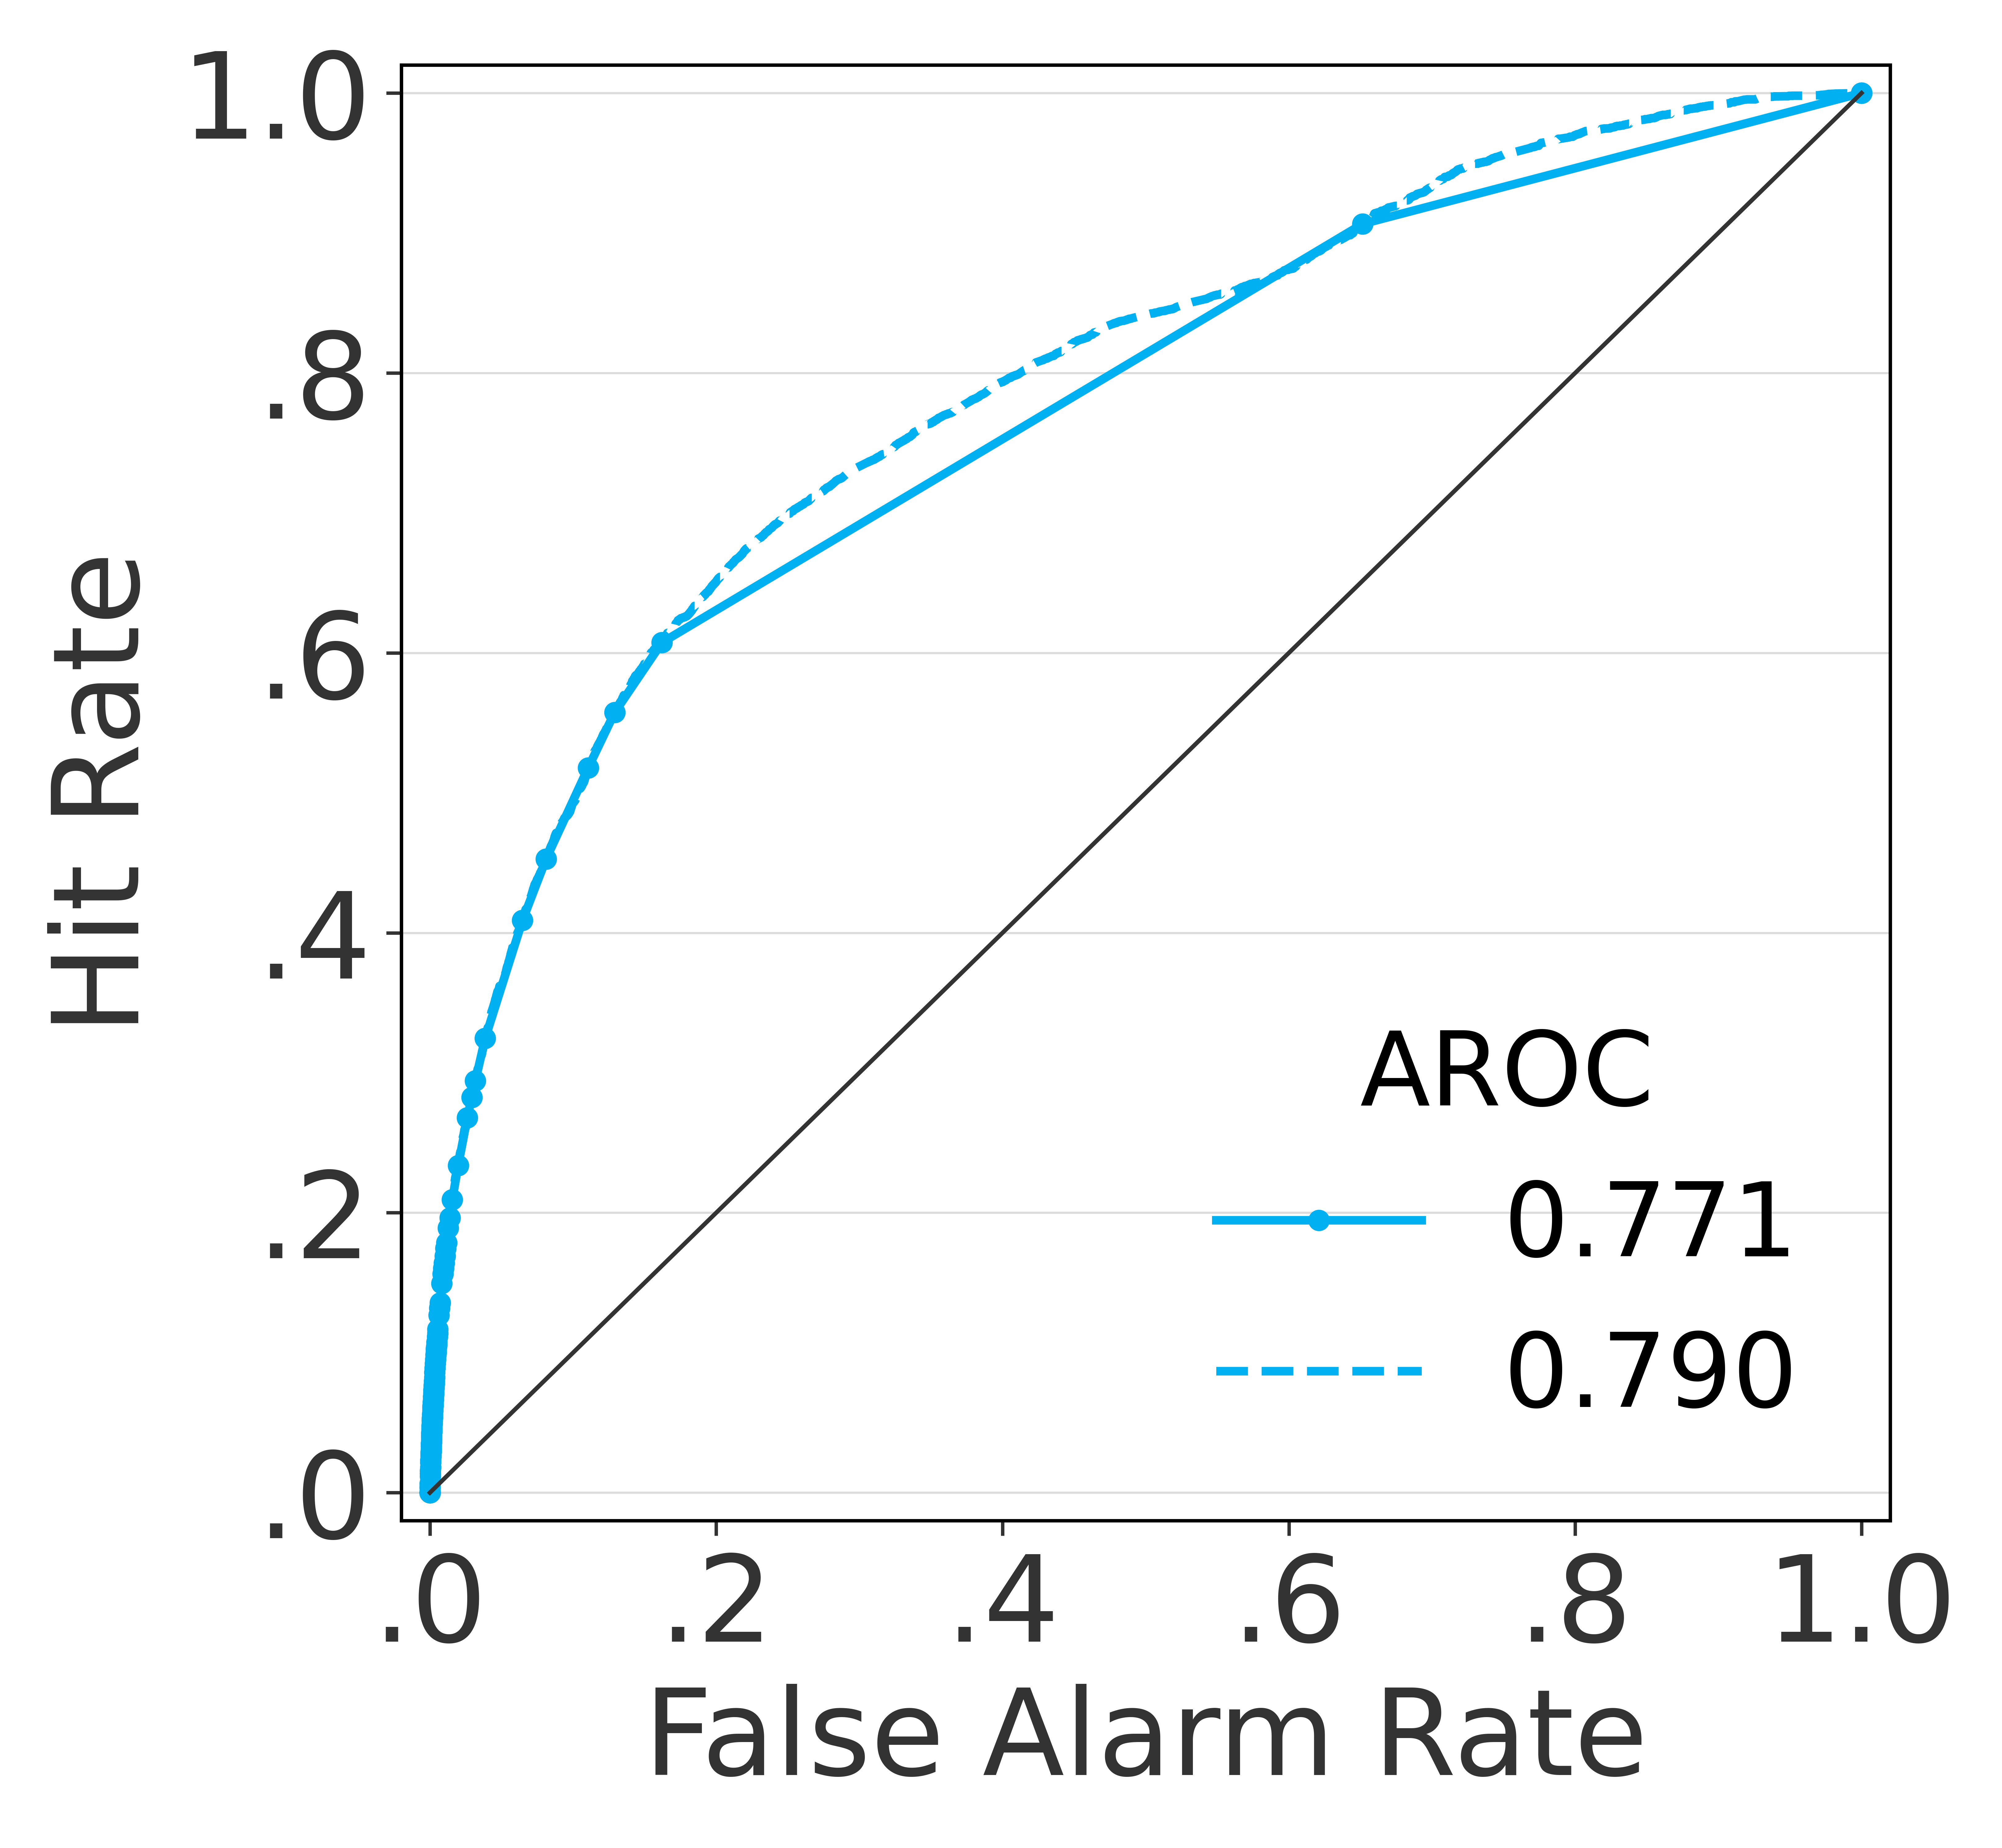 1.0
.8
.6
.4
.2
.0
Hit Rate
AROC
0.771
0.790
.0 .2 .4 .6 .8 1.0
False Alarm Rate